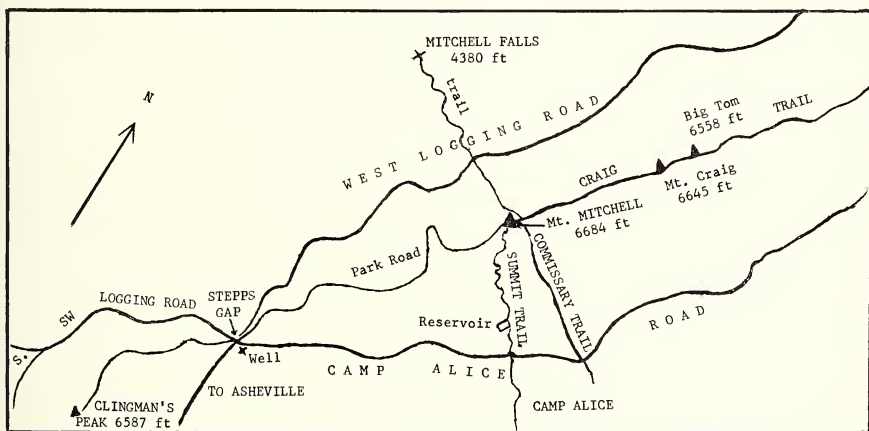 MITCHELL FALLS
4380 ft
N
trail
WEST LOGGING ROAD
Big Tom
6558 ft
TRAIL
CRAIG
Mt. Craig
6645 ft
Mt. MITCHELL
6684 ft
Park Road
COMMISSARY TRAIL
SUMMIT TRAIL
STEPPS
GAP
LOGGING ROAD
SW
S.
Reservoir
ROAD
Well
CAMP ALICE
TO ASHEVILLE
CLINGMAN'S
PEAK 6587 ft
CAMP ALICE